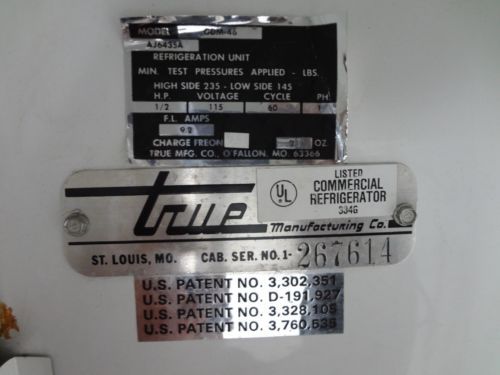 MODEL GDM-46
AJ6435A
REFRIGERATION UNIT
MIN. TEST PRESSURES APPLIED - LBS.
HIGH SIDE 235 - LOW SIDE 145
H.P. VOLTAGE CYCLE PH
1/2 115 60 1
F.L. AMPS
9.2
CHARGE FREON OZ
TRUE MFG. CO., O'FALLON, MO. 63366
true
Manufacturing Co.
UL
LISTED
COMMERCIAL
REFRIGERATOR
334G
ST. LOUIS, MO. CAB. SER. NO. 1- 267614
U.S. PATENT NO. 3,302,351
U.S. PATENT NO. D-191,927
U.S. PATENT NO. 3,328,105
U.S. PATENT NO. 3,760,535